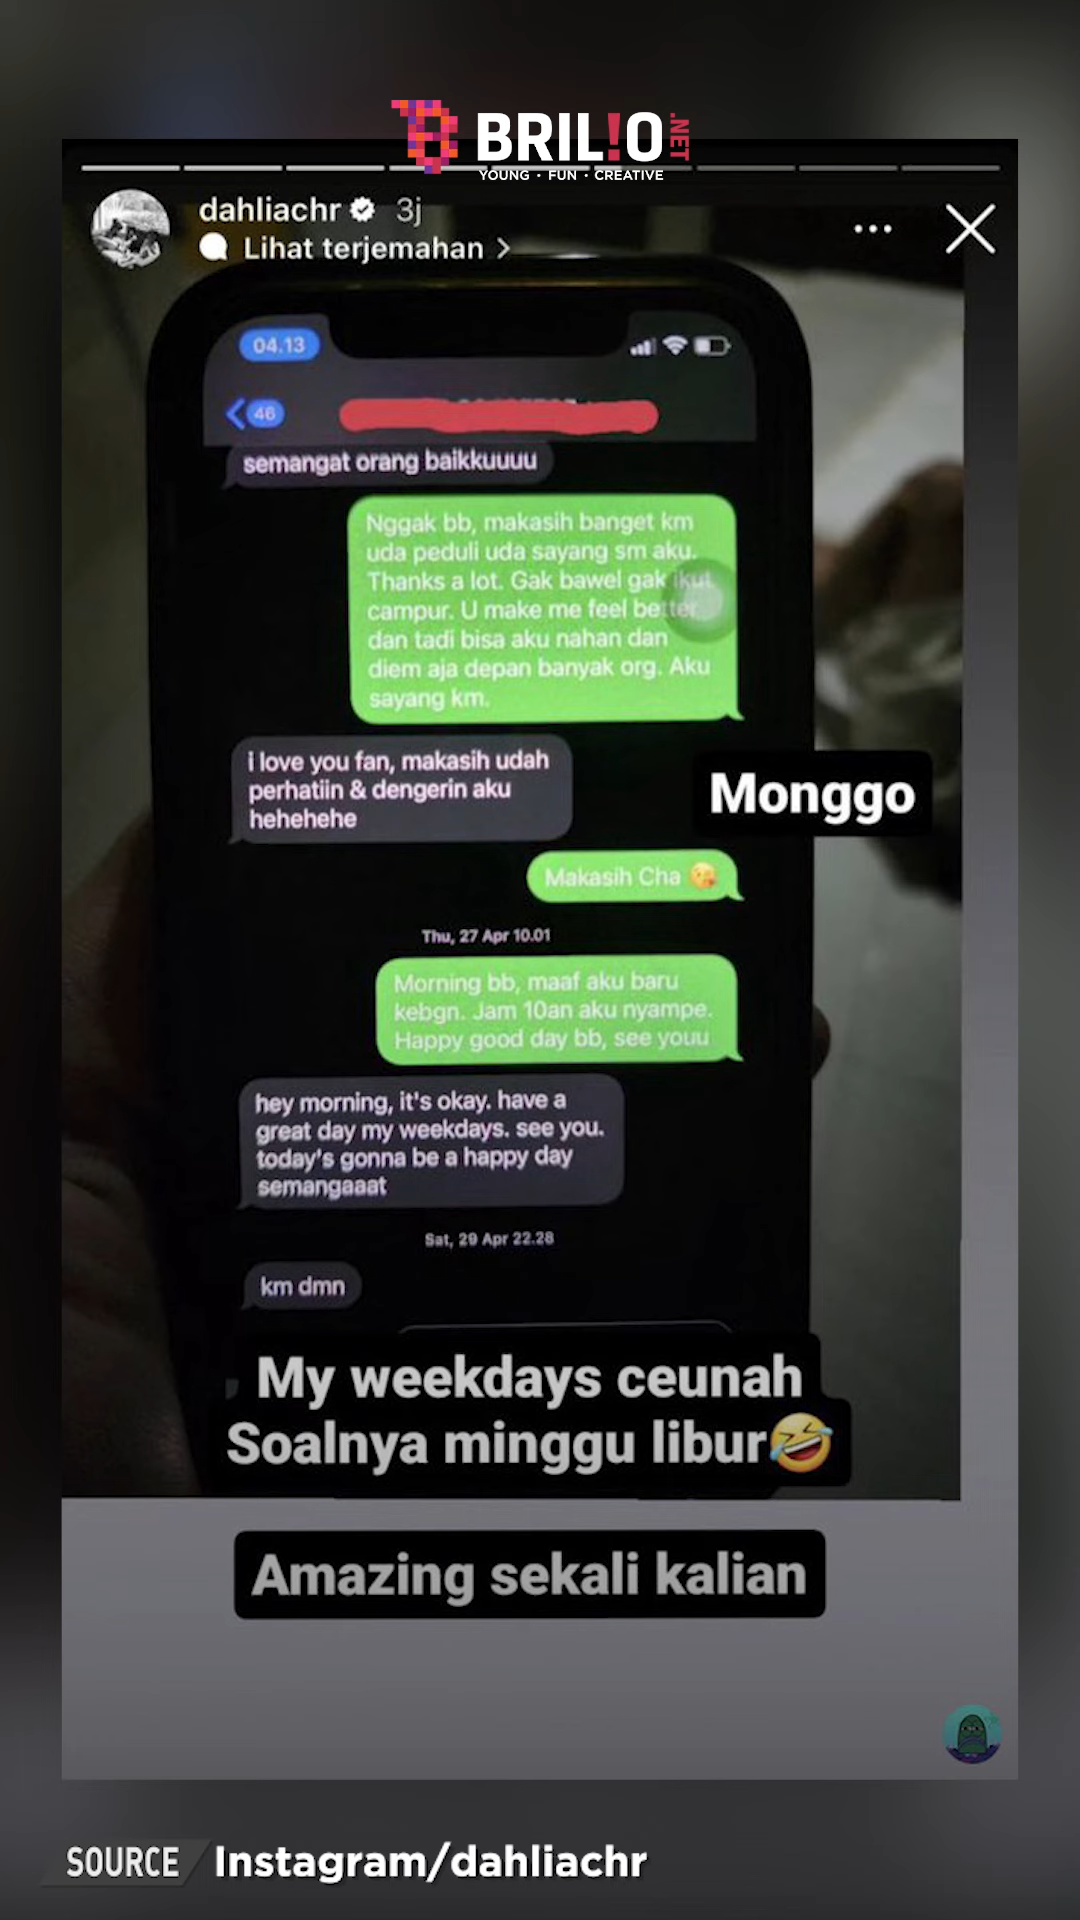 BRIL!O.NET
YOUNG · FUN · CREATIVE
dahliachr 3j
Lihat terjemahan >
04.13
46
semangat orang baikkuuuu
Nggak bb, makasih banget km
uda peduli uda sayang sm aku.
Thanks a lot. Gak bawel gak ikut
campur. U make me feel better
dan tadi bisa aku nahan dan
diem aja depan banyak org. Aku
sayang km.
i love you fan, makasih udah
perhatiin & dengerin aku
hehehehe
Monggo
Makasih Cha 😘
Thu, 27 Apr 10.01
Morning bb, maaf aku baru
kebgn. Jam 10an aku nyampe.
Happy good day bb, see youu
hey morning, it's okay. have a
great day my weekdays. see you.
today's gonna be a happy day
semangaaat
Sat, 29 Apr 22.28
km dmn
My weekdays ceunah
Soalnya minggu libur🤣
Amazing sekali kalian
SOURCE Instagram/dahliachr